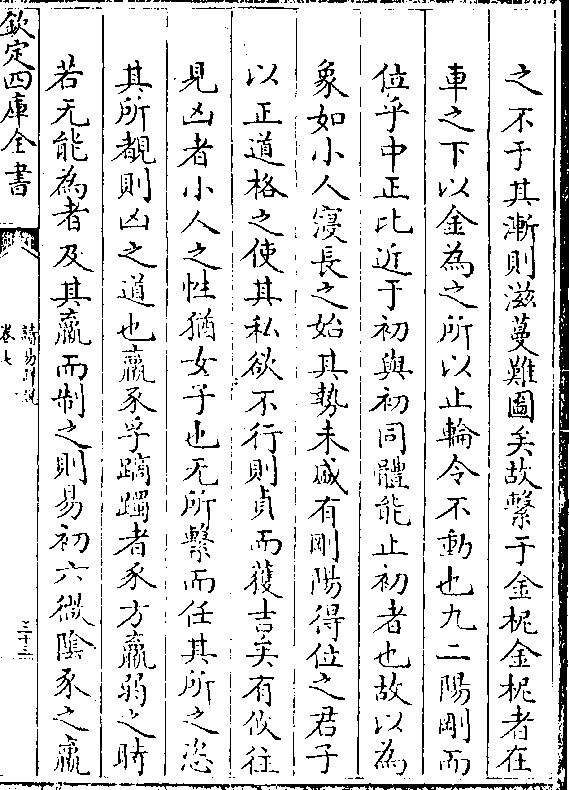 之不于其漸則滋蔓難圖矣故繫于金柅金柅者在
車之下以金為之所以止輪令不動也九二陽剛而
位乎中正比近于初與初同體能止初者也故以為
象如小人寖長之始其勢未盛有剛陽得位之君子
以正道格之使其私欲不行則貞而獲吉矣有攸往
見凶者小人之性猶女子也无所繫而任其所之恣
其所覩則凶之道也羸豕孚蹢躅者豕方羸弱之時
若无能為者及其羸而制之則易初六微陰豕之羸
欽定四庫全書
讀易詳說
卷七
三十三